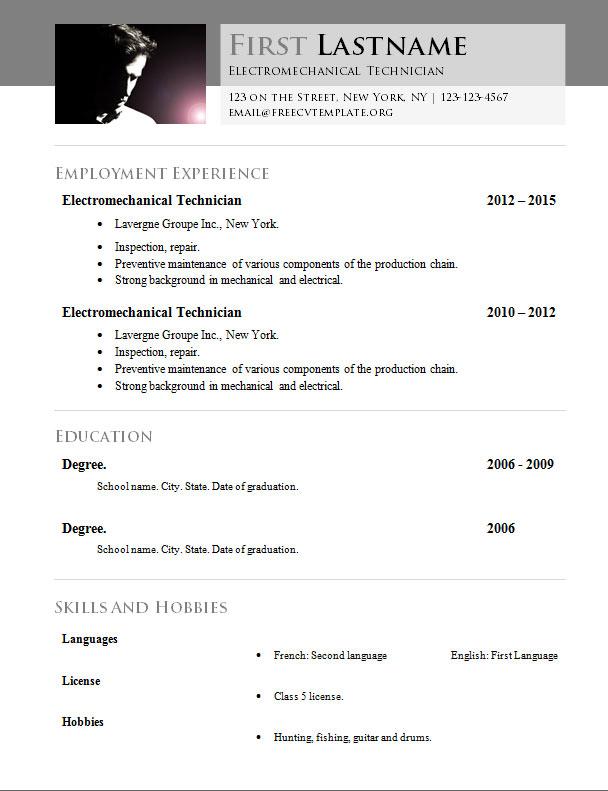 First Lastname
Electromechanical Technician
123 on the Street, New York, NY | 123-123-4567
email@freecvtemplate.org
Employment Experience
Electromechanical Technician 2012 – 2015
• Lavergne Groupe Inc., New York.
• Inspection, repair.
• Preventive maintenance of various components of the production chain.
• Strong background in mechanical and electrical.
Electromechanical Technician 2010 – 2012
• Lavergne Groupe Inc., New York.
• Inspection, repair.
• Preventive maintenance of various components of the production chain.
• Strong background in mechanical and electrical.
Education
Degree. 2006 - 2009
School name. City. State. Date of graduation.
Degree. 2006
School name. City. State. Date of graduation.
Skills and Hobbies
Languages
• French: Second language English: First Language
License
• Class 5 license.
Hobbies
• Hunting, fishing, guitar and drums.